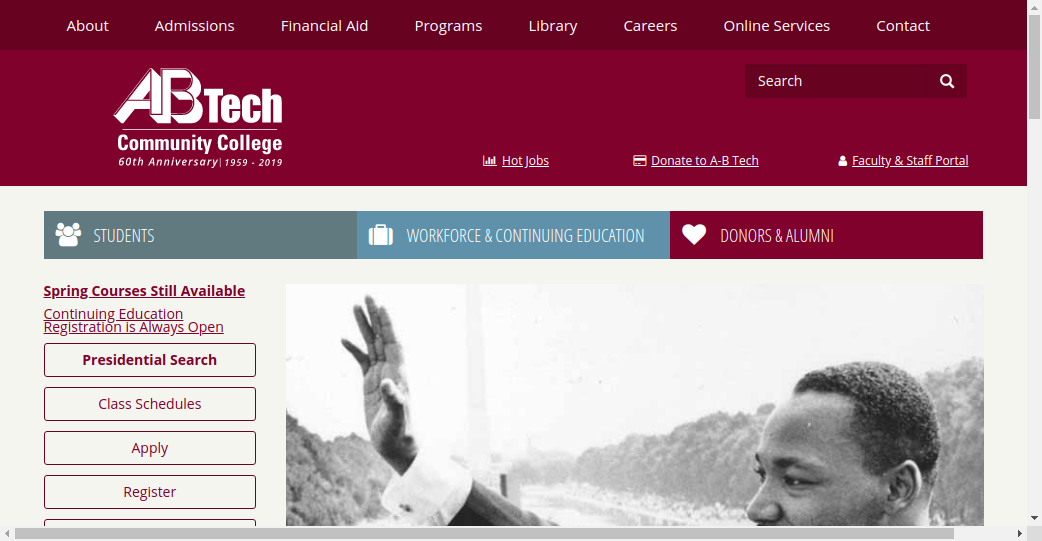 About Admissions Financial Aid Programs Library Careers Online Services Contact
Search
ABTech
Community College
60th Anniversary| 1959 - 2019
Hot Jobs Donate to A-B Tech Faculty & Staff Portal
STUDENTS WORKFORCE & CONTINUING EDUCATION DONORS & ALUMNI
Spring Courses Still Available
Continuing Education
Registration is Always Open
Presidential Search
Class Schedules
Apply
Register